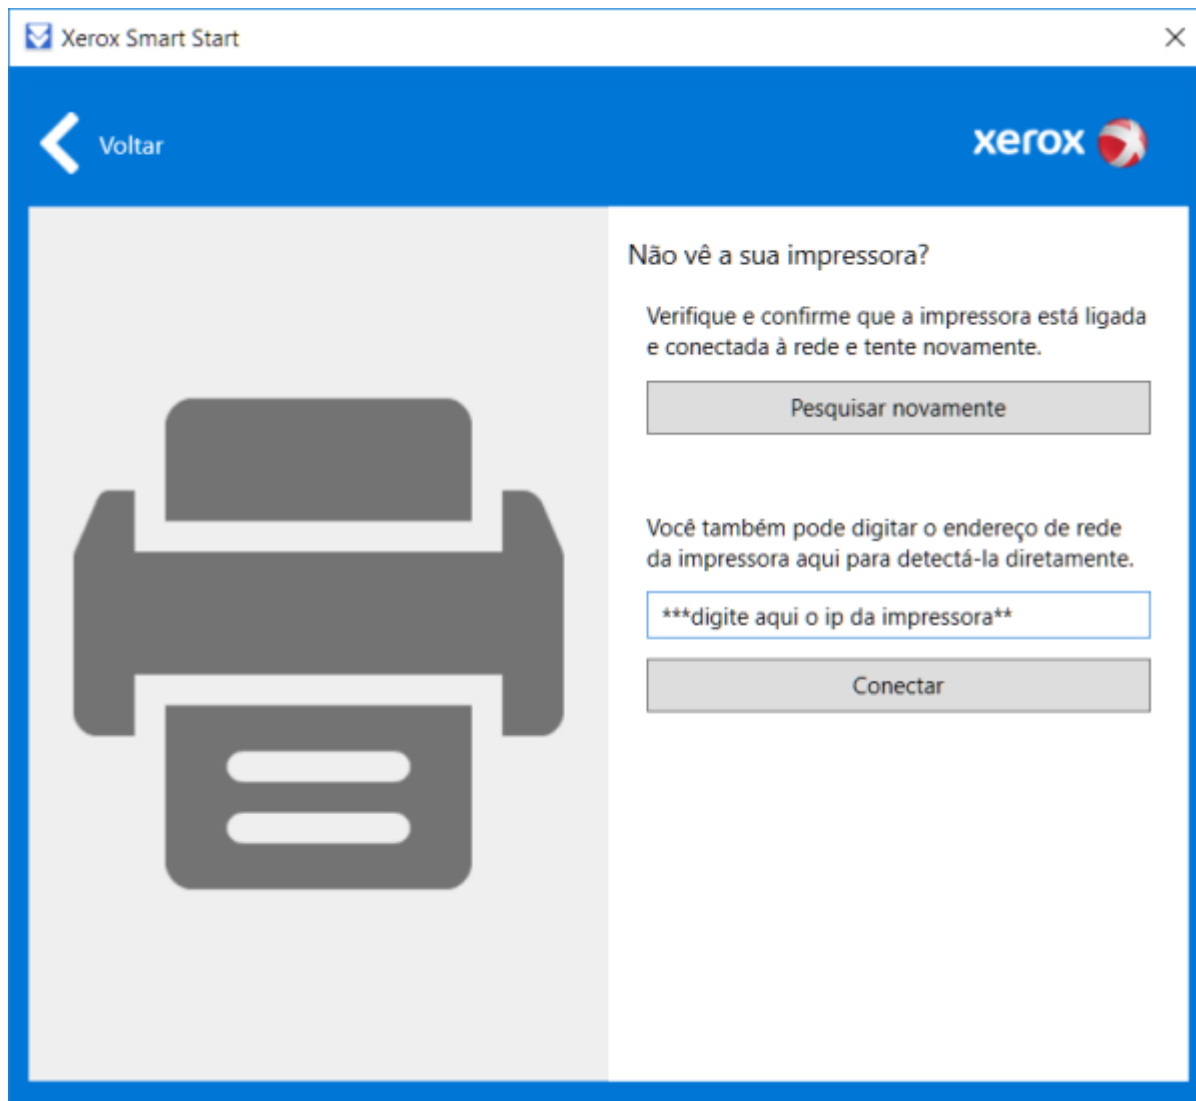 Xerox Smart Start
Voltar
xerox
Não vê a sua impressora?
Verifique e confirme que a impressora está ligada
e conectada à rede e tente novamente.
Pesquisar novamente
Você também pode digitar o endereço de rede
da impressora aqui para detectá-la diretamente.
***digite aqui o ip da impressora**
Conectar